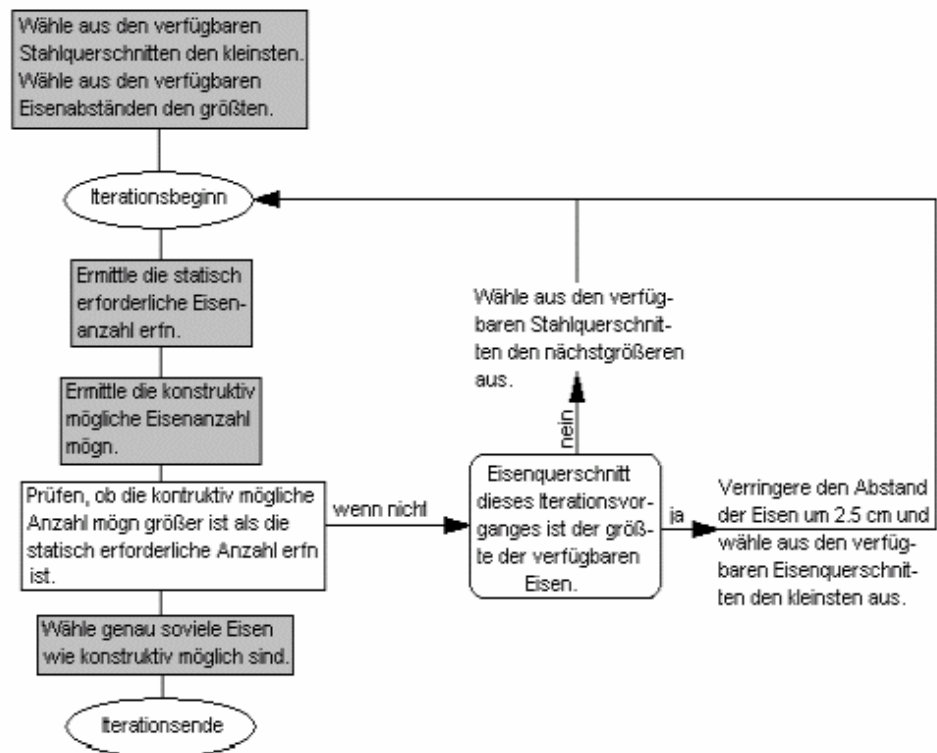 Wähle aus den verfügbaren
Stahlquerschnitten den kleinsten.
Wähle aus den verfügbaren
Eisenabständen den größten.
Iterationsbeginn
Ermittle die statisch
erforderliche Eisen-
anzahl erfn.
Ermittle die konstruktiv
mögliche Eisenanzahl
mögn.
Prüfen, ob die kontruktiv mögliche
Anzahl mögn größer ist als die
statisch erforderliche Anzahl erfn
ist.
wenn nicht
Eisenquerschnitt
dieses Iterationsvor-
ganges ist der größ-
te der verfügbaren
Eisen.
nein
Wähle aus den verfüg-
baren Stahlquerschnit-
ten den nächstgrößeren
aus.
ja
Verringere den Abstand
der Eisen um 2.5 cm und
wähle aus den verfüg-
baren Eisenquerschnit-
ten den kleinsten aus.
Wähle genau soviele Eisen
wie konstruktiv möglich sind.
Iterationsende